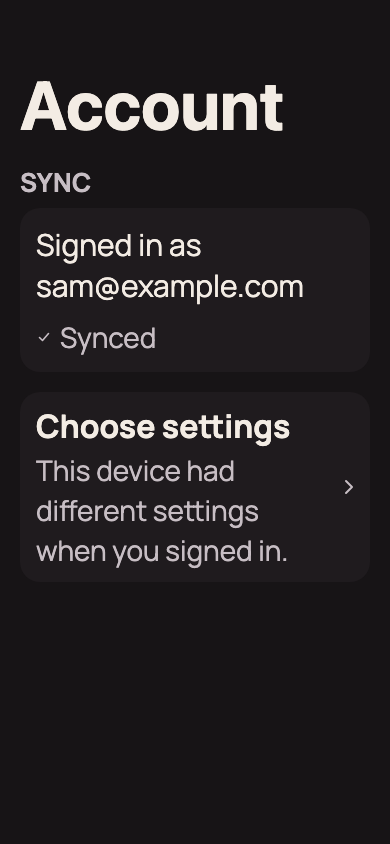 Account
SYNC
Signed in as
sam@example.com
Synced
Choose settings
This device had
different settings
when you signed in.